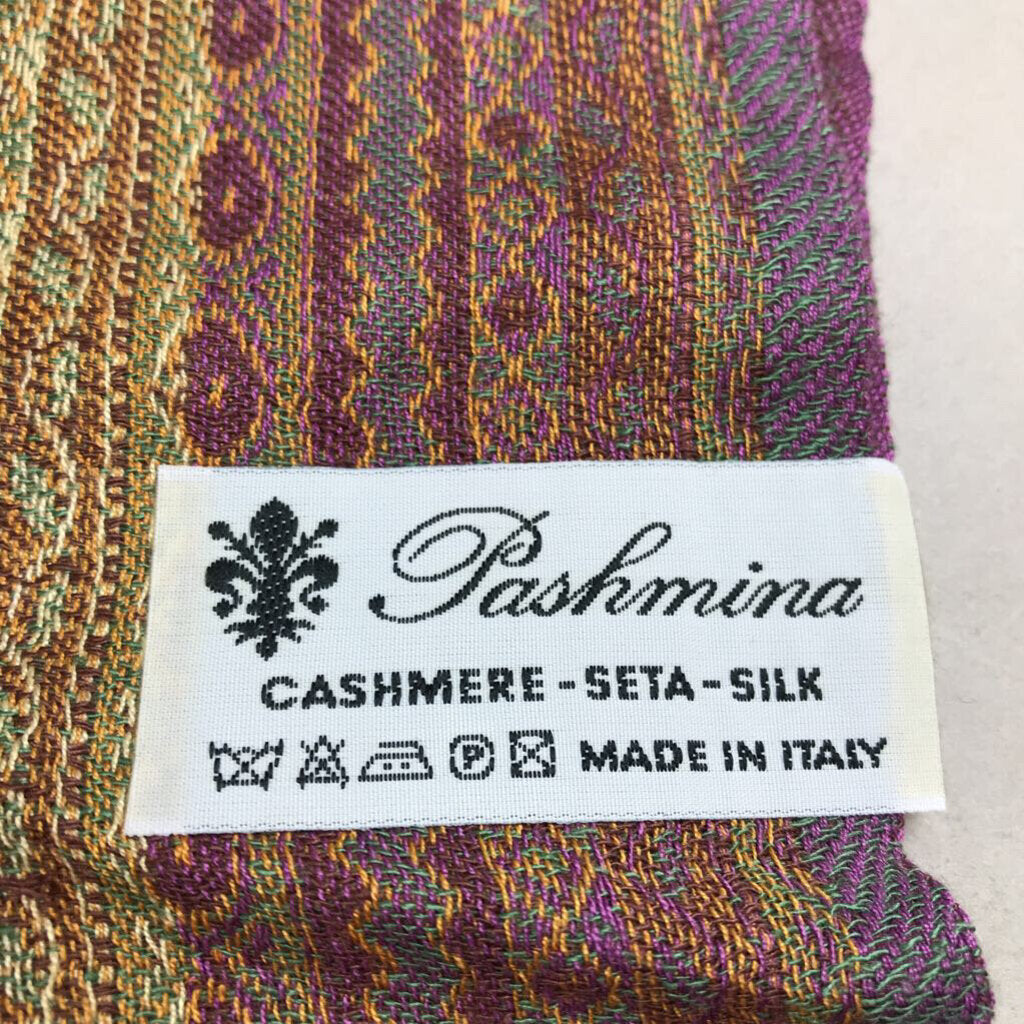 Pashmina
CASHMERE - SETA - SILK
P MADE IN ITALY